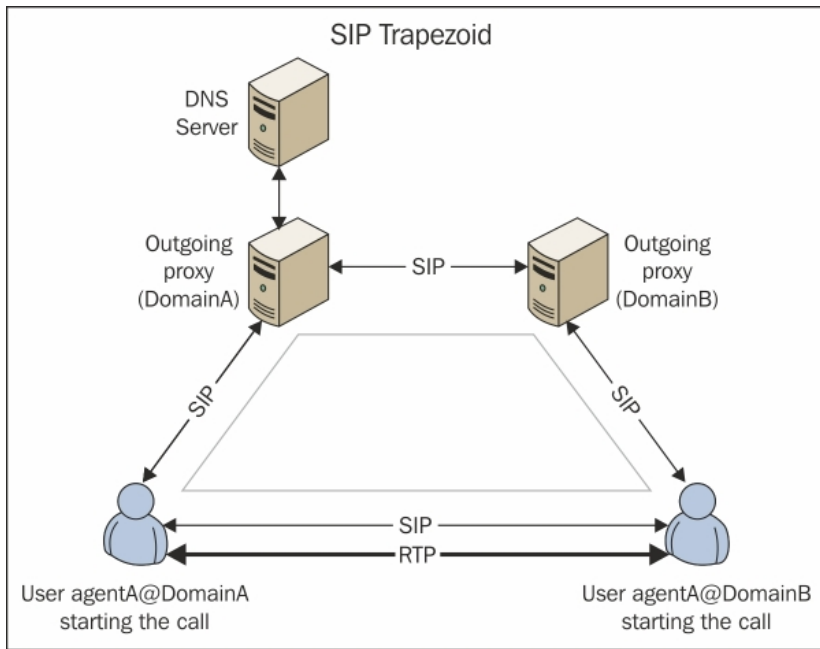 SIP Trapezoid
DNS
Server
Outgoing
proxy
(DomainA)
SIP
Outgoing
proxy
(DomainB)
SIP
SIP
SIP
RTP
User agentA@DomainA
starting the call
User agentA@DomainB
starting the call